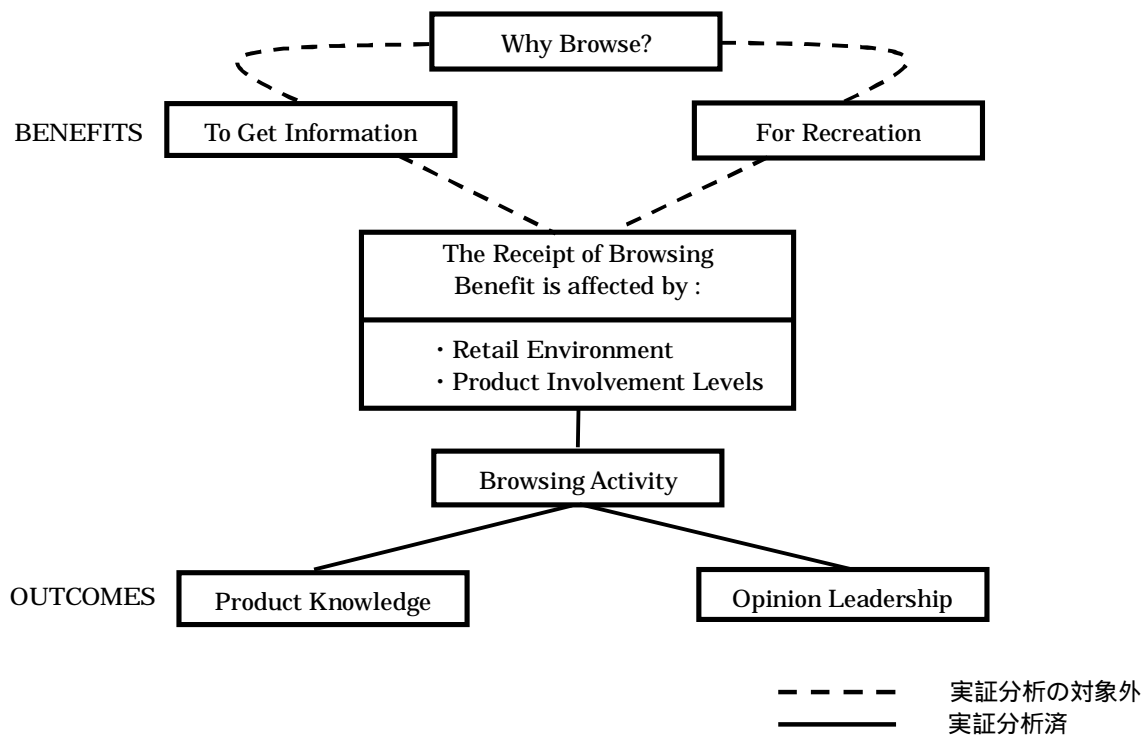 Why Browse?
BENEFITS
To Get Information
For Recreation
The Receipt of Browsing
Benefit is affected by :
・Retail Environment
・Product Involvement Levels
Browsing Activity
OUTCOMES
Product Knowledge
Opinion Leadership
実証分析の対象外
実証分析済